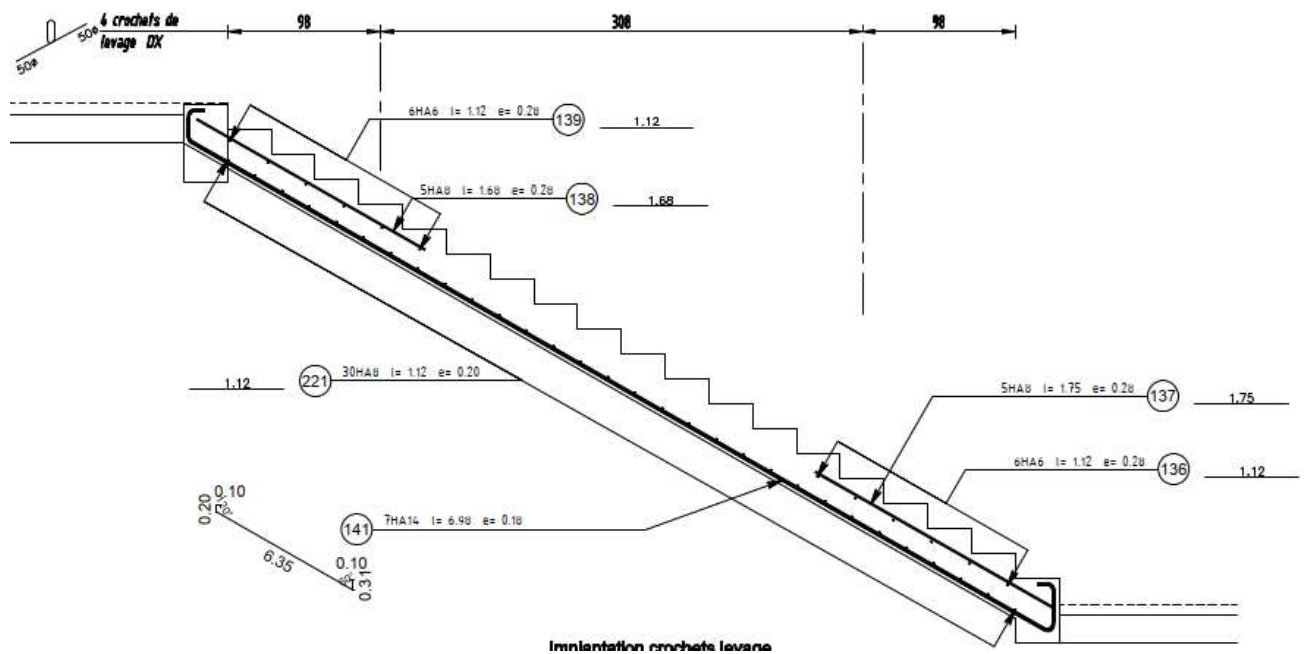 4 crochets de
levage DX
50ø
50ø
98
308
98
6HA6 l= 1.12 e= 0.28
139
1.12
5HA8 l= 1.68 e= 0.28
138
1.68
1.12
221
30HA8 l= 1.12 e= 0.20
5HA8 l= 1.75 e= 0.28
137
1.75
6HA6 l= 1.12 e= 0.28
136
1.12
141
7HA14 l= 6.98 e= 0.18
0.20
0.10
6.35
0.10
0.31
Implantation crochets levage